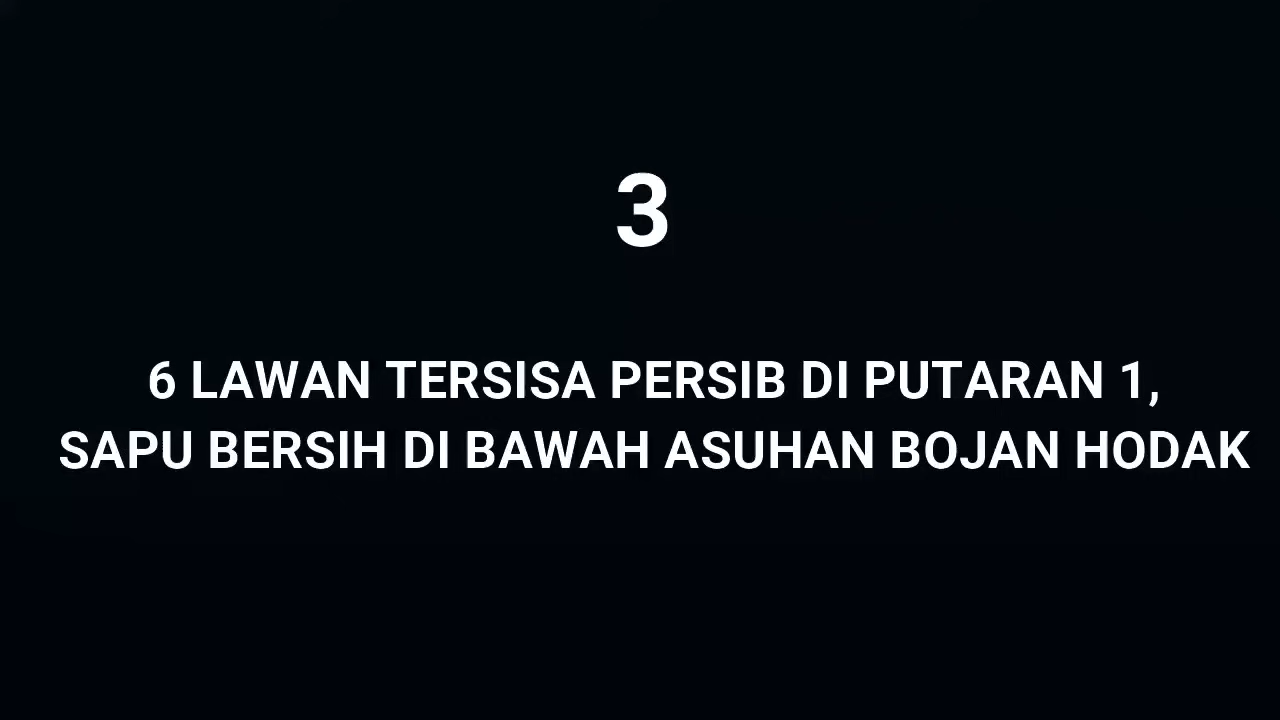 3
6 LAWAN TERSISA PERSIB DI PUTARAN 1,
SAPU BERSIH DI BAWAH ASUHAN BOJAN HODAK